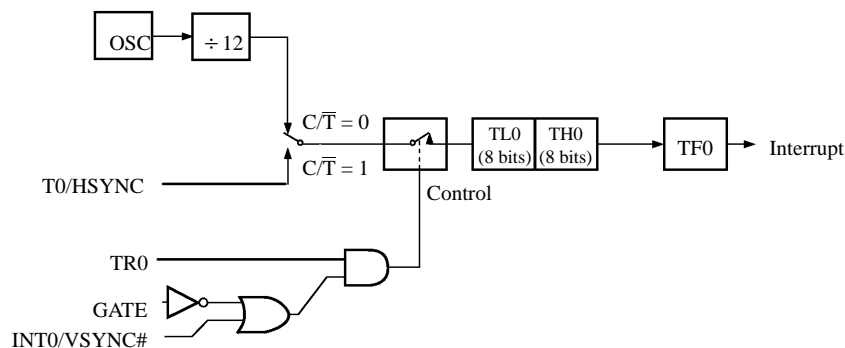 OSC
÷ 12
C/T̅ = 0
TL0
(8 bits)
TH0
(8 bits)
TF0
Interrupt
C/T̅ = 1
T0/HSYNC
Control
TR0
GATE
INT0/VSYNC#